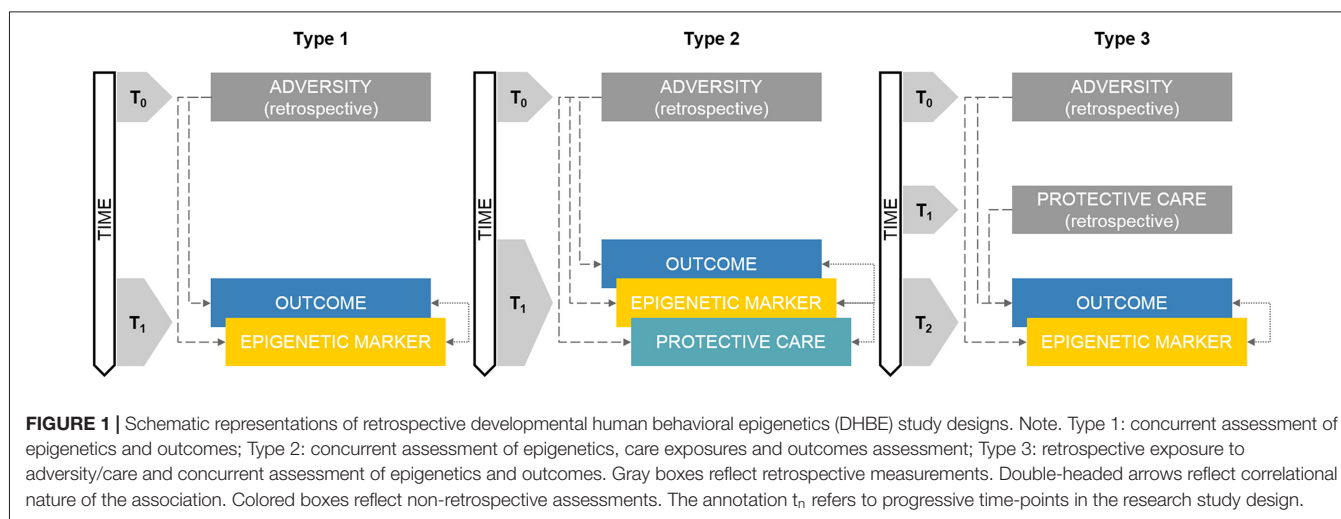 Type 1
Type 2
Type 3
TIME
T0
ADVERSITY
(retrospective)
T1
OUTCOME
EPIGENETIC MARKER
TIME
T0
ADVERSITY
(retrospective)
T1
OUTCOME
EPIGENETIC MARKER
PROTECTIVE CARE
TIME
T0
ADVERSITY
(retrospective)
T1
PROTECTIVE CARE
(retrospective)
T2
OUTCOME
EPIGENETIC MARKER
FIGURE 1 | Schematic representations of retrospective developmental human behavioral epigenetics (DHBE) study designs. Note. Type 1: concurrent assessment of
epigenetics and outcomes; Type 2: concurrent assessment of epigenetics, care exposures and outcomes assessment; Type 3: retrospective exposure to
adversity/care and concurrent assessment of epigenetics and outcomes. Gray boxes reflect retrospective measurements. Double-headed arrows reflect correlational
nature of the association. Colored boxes reflect non-retrospective assessments. The annotation tn refers to progressive time-points in the research study design.